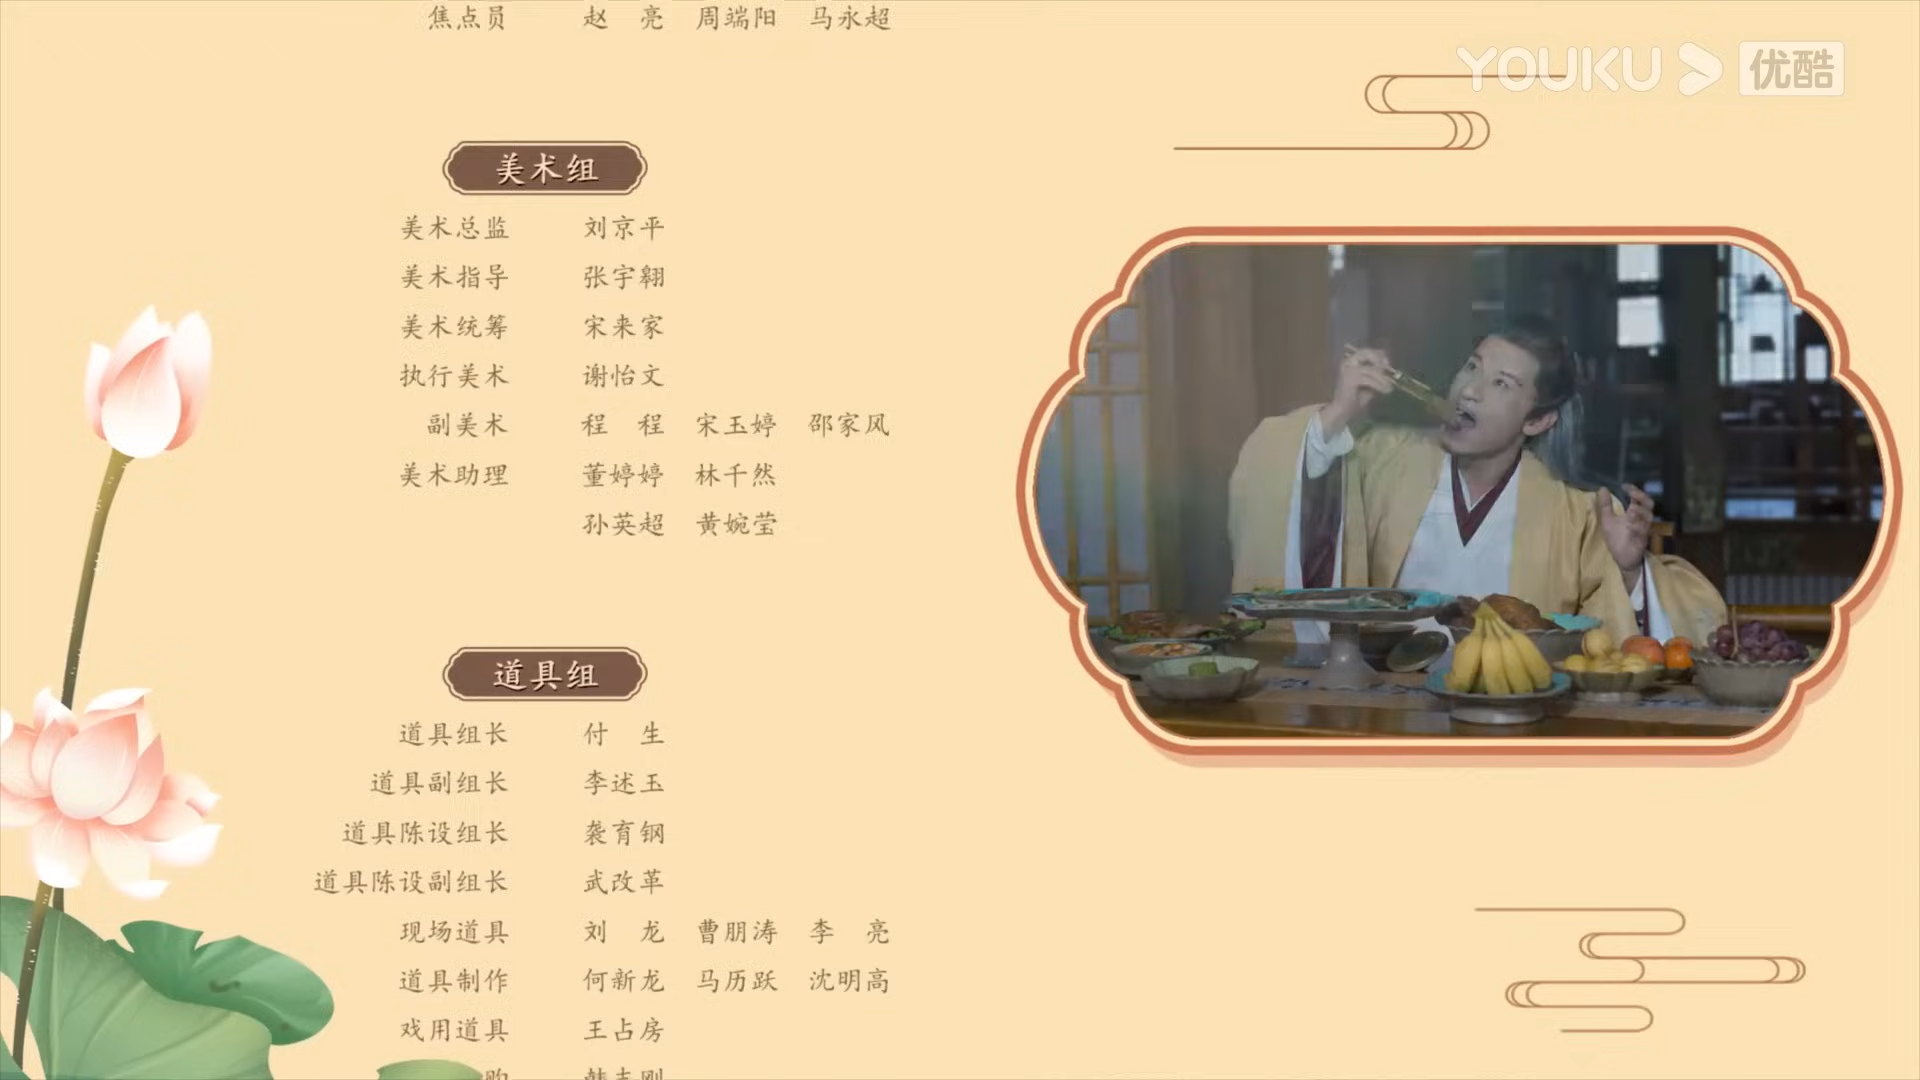 焦点员 赵 亮 周端阳 马永超
YOUKU 优酷
美术组
美术总监 刘京平
美术指导 张宇翱
美术统筹 宋来家
执行美术 谢怡文
副美术 程 程 宋玉婷 邵家风
美术助理 董婷婷 林千然
孙英超 黄婉莹
道具组
道具组长 付 生
道具副组长 李述玉
道具陈设组长 袭育钢
道具陈设副组长 武改革
现场道具 刘 龙 曹朋涛 李 亮
道具制作 何新龙 马历跃 沈明高
戏用道具 王占房